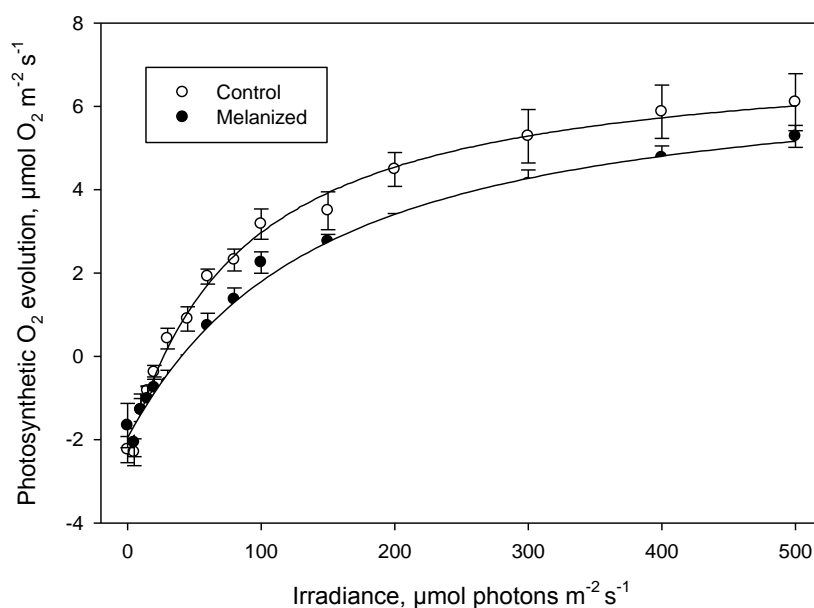 Photosynthetic O₂ evolution, µmol O₂ m⁻² s⁻¹
8
6
4
2
0
-2
-4
Control
Melanized
0 100 200 300 400 500
Irradiance, µmol photons m⁻² s⁻¹